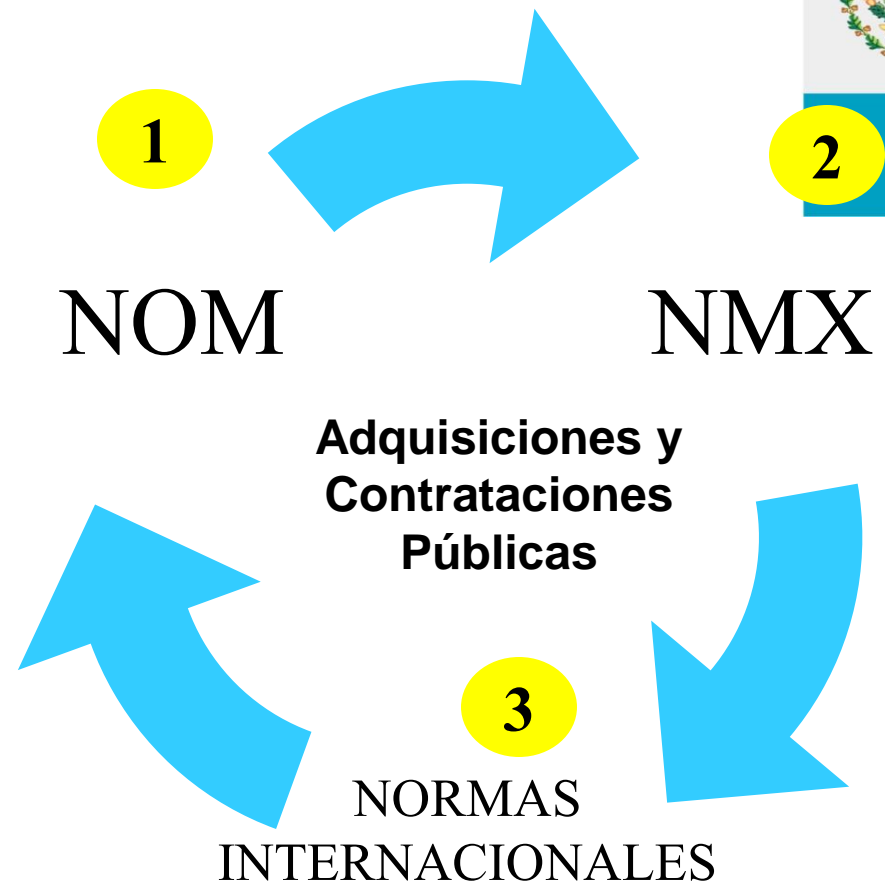 1
2
NOM
NMX
Adquisiciones y
Contrataciones
Públicas
3
NORMAS
INTERNACIONALES